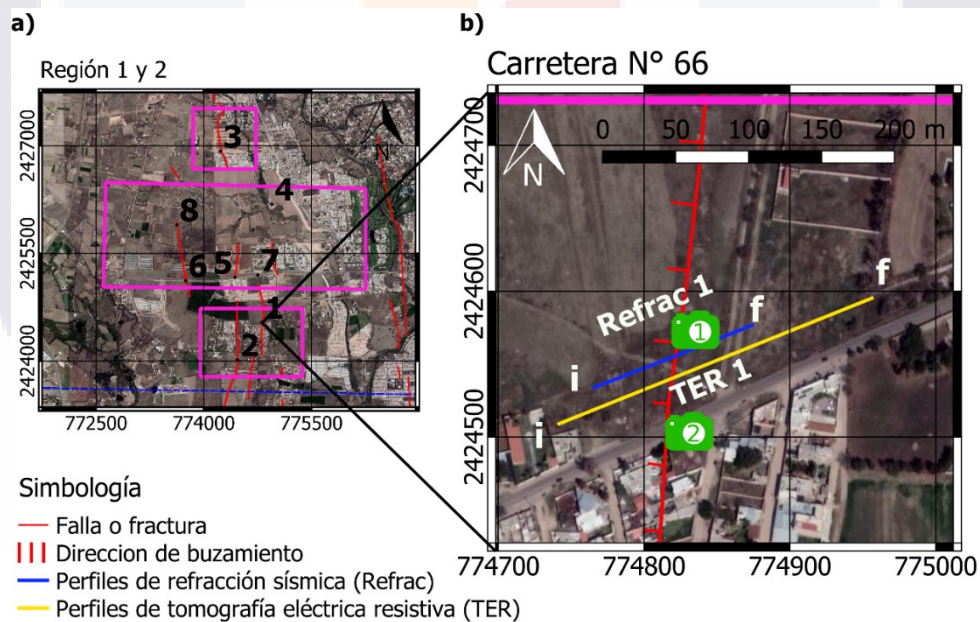 a)
Región 1 y 2
2427000
2425500
2424000
3
4
8
6 5 7
1
2
772500 774000 775500
Simbología
Falla o fractura
Direccion de buzamiento
Perfiles de refracción sísmica (Refrac)
Perfiles de tomografía eléctrica resistiva (TER)
b)
Carretera N° 66
0 50 100 150 200 m
N
2424700
2424600
2424500
Refrac 1
f
f
1
i
TER 1
i
2
774700 774800 774900 775000